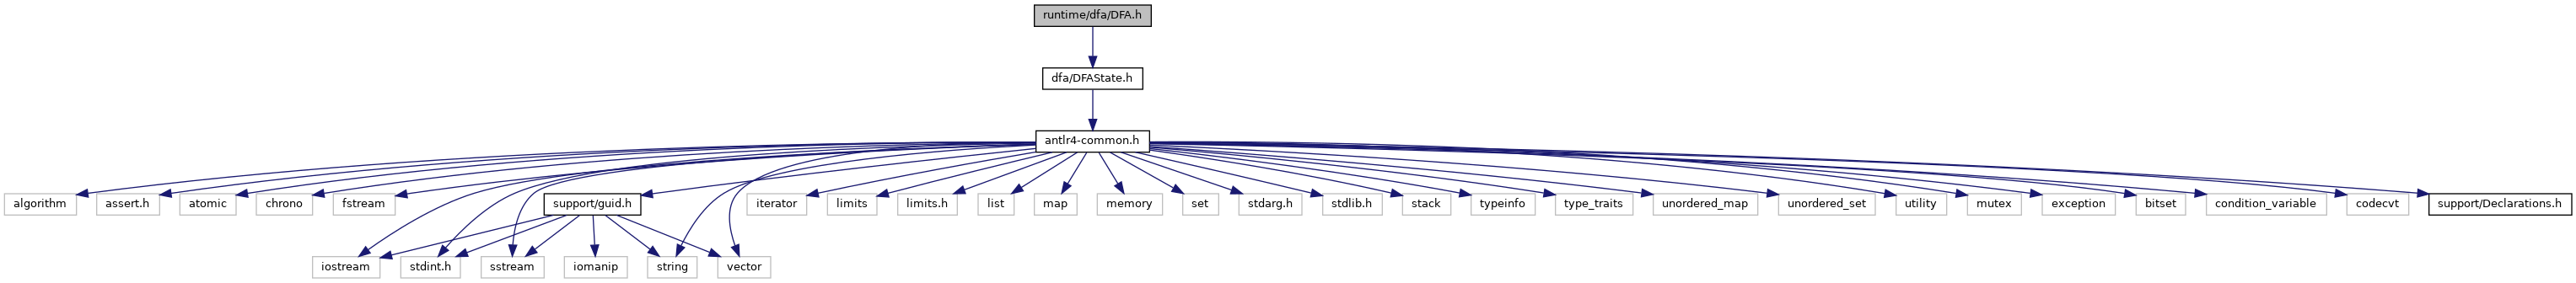 runtime/dfa/DFA.h
dfa/DFAState.h
antlr4-common.h
algorithm
assert.h
atomic
chrono
fstream
support/guid.h
iterator
limits
limits.h
list
map
memory
set
stdarg.h
stdlib.h
stack
typeinfo
type_traits
unordered_map
unordered_set
utility
mutex
exception
bitset
condition_variable
codecvt
support/Declarations.h
iostream
stdint.h
sstream
iomanip
string
vector